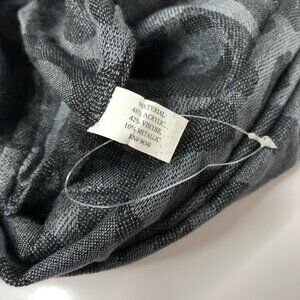 MATERIAL
48% ACRYLIC
42% VISCOSE
10% METALLIC